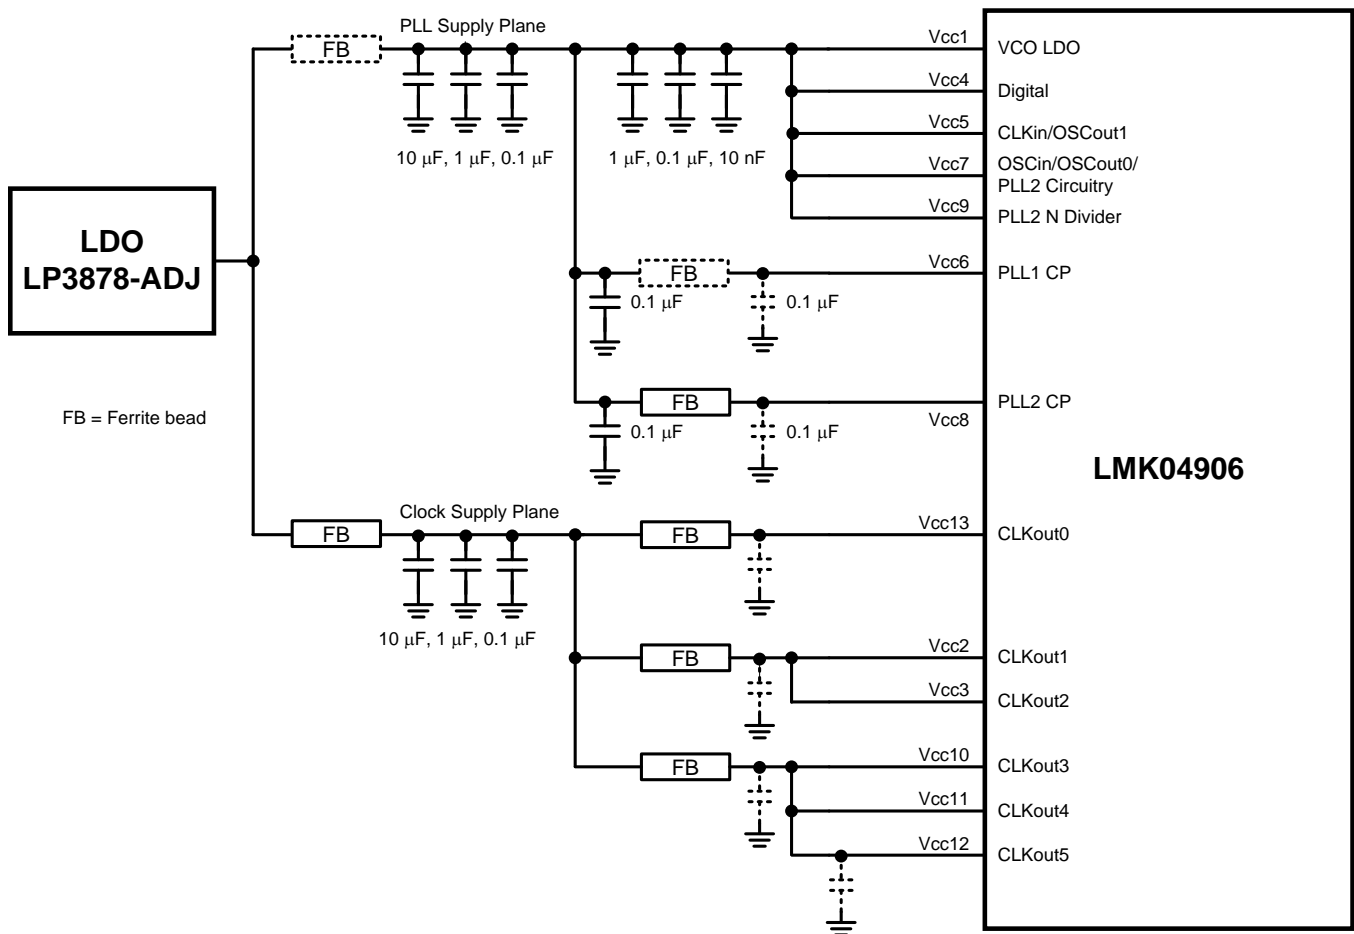 PLL Supply Plane
FB
10 μF, 1 μF, 0.1 μF
1 μF, 0.1 μF, 10 nF
Vcc1
VCO LDO
Vcc4
Digital
Vcc5
CLKin/OSCout1
Vcc7
OSCin/OSCout0/
PLL2 Circuitry
Vcc9
PLL2 N Divider
LDO
LP3878-ADJ
FB
0.1 μF
0.1 μF
Vcc6
PLL1 CP
FB
0.1 μF
0.1 μF
Vcc8
PLL2 CP
FB = Ferrite bead
LMK04906
Clock Supply Plane
FB
10 μF, 1 μF, 0.1 μF
FB
Vcc13
CLKout0
FB
Vcc2
CLKout1
Vcc3
CLKout2
FB
Vcc10
CLKout3
Vcc11
CLKout4
Vcc12
CLKout5